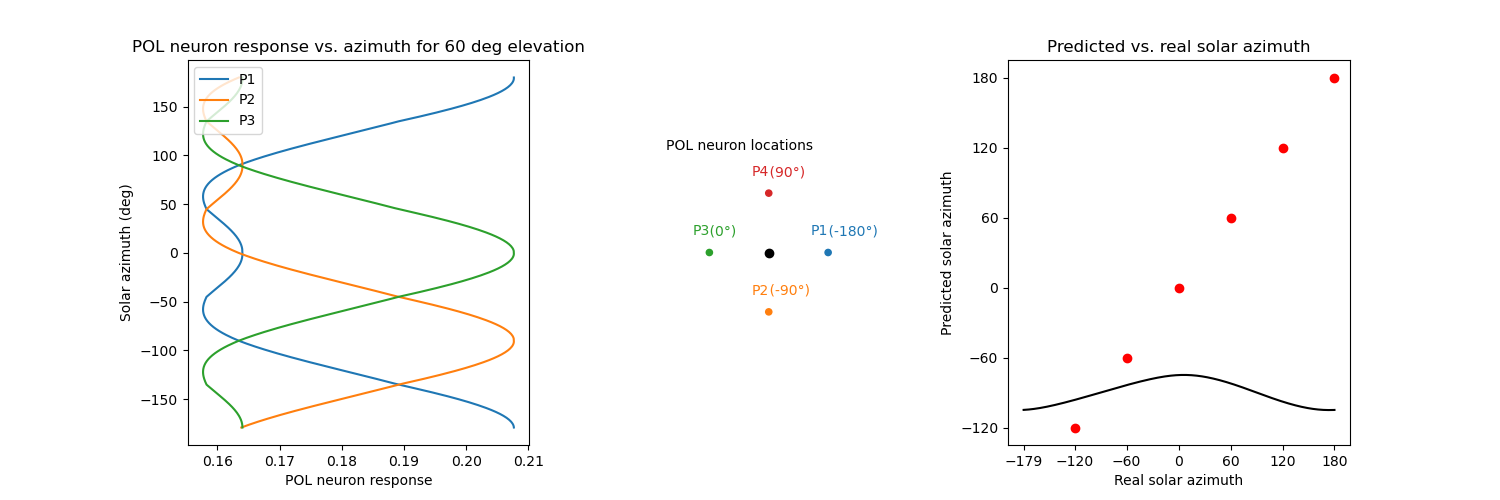 POL neuron response vs. azimuth for 60 deg elevation
P1
P2
P3
150
100
50
0
−50
−100
−150
Solar azimuth (deg)
0.16 0.17 0.18 0.19 0.20 0.21
POL neuron response
POL neuron locations
P4(90°)
P3(0°)
P1(-180°)
P2(-90°)
Predicted vs. real solar azimuth
180
120
60
0
−60
−120
Predicted solar azimuth
−179 −120 −60 0 60 120 180
Real solar azimuth